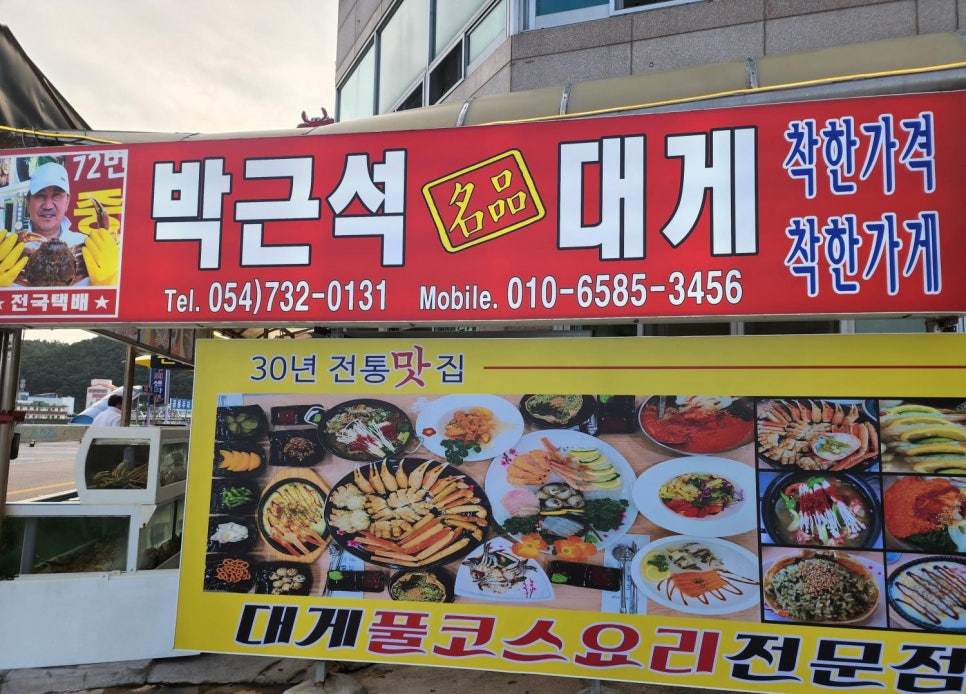 72번
★ 전국택배 ★
박근석 名品 대게
착한가격
착한가게
Tel. 054)732-0131 Mobile. 010-6585-3456
30년 전통맛집
대게풀코스요리전문점